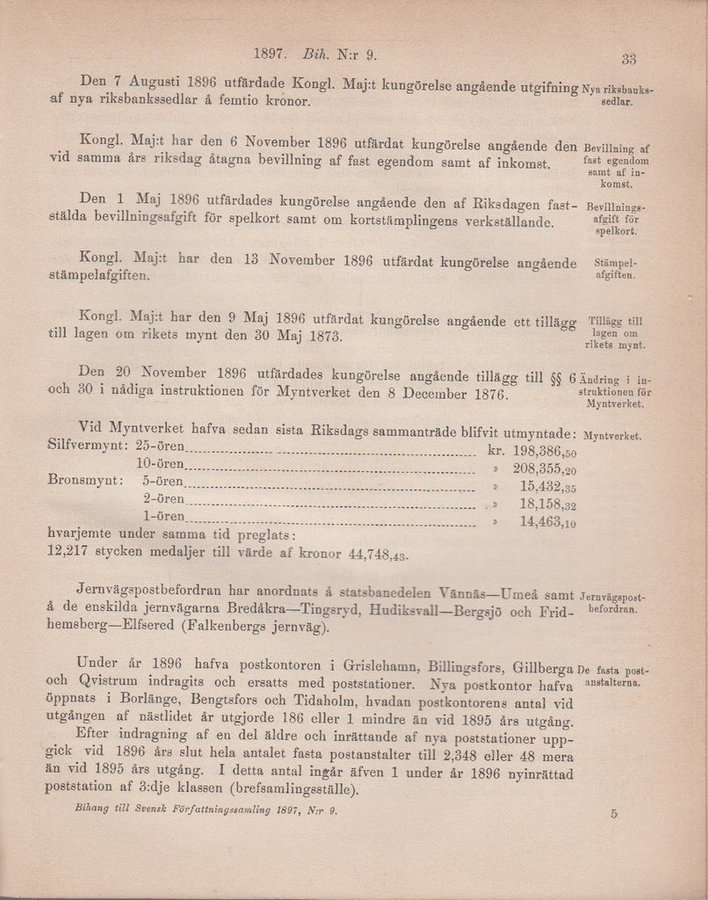 1897. Bih. N:r 9. 33
Den 7 Augusti 1896 utfärdade Kongl. Maj:t kungörelse angående utgifning
af nya riksbankssedlar å femtio kronor.
Nya riksbanks-
sedlar.
Kongl. Maj:t har den 6 November 1896 utfärdat kungörelse angående den
vid samma års riksdag åtagna bevillning af fast egendom samt af inkomst.
Bevillning af
fast egendom
samt af in-
komst.
Den 1 Maj 1896 utfärdades kungörelse angående den af Riksdagen fast-
stälda bevillningsafgift för spelkort samt om kortstämplingens verkställande.
Bevillnings-
afgift för
spelkort.
Kongl. Maj:t har den 13 November 1896 utfärdat kungörelse angående
stämpelafgiften.
Stämpel-
afgiften.
Kongl. Maj:t har den 9 Maj 1896 utfärdat kungörelse angående ett tillägg
till lagen om rikets mynt den 30 Maj 1873.
Tillägg till
lagen om
rikets mynt.
Den 20 November 1896 utfärdades kungörelse angående tillägg till §§ 6
och 30 i nådiga instruktionen för Myntverket den 8 December 1876.
Ändring i in-
struktionen för
Myntverket.
Vid Myntverket hafva sedan sista Riksdags sammanträde blifvit utmyntade:
Myntverket.
Silfvermynt: 25-ören kr. 198,386,50
10-ören » 208,355,20
Bronsmynt: 5-ören » 15,432,35
2-ören » 18,158,32
1-ören » 14,463,10
hvarjemte under samma tid preglats:
12,217 stycken medaljer till värde af kronor 44,748,43.
Jernvägspostbefordran har anordnats å statsbanedelen Vännäs—Umeå samt
å de enskilda jernvägarna Bredåkra—Tingsryd, Hudiksvall—Bergsjö och Frid-
hemsberg—Elfsered (Falkenbergs jernväg).
Jernvägspost-
befordran.
Under år 1896 hafva postkontoren i Grislehamn, Billingsfors, Gillberga
och Qvistrum indragits och ersatts med poststationer. Nya postkontor hafva
öppnats i Borlänge, Bengtsfors och Tidaholm, hvadan postkontorens antal vid
utgången af nästlidet år utgjorde 186 eller 1 mindre än vid 1895 års utgång.
De fasta post-
anstalterna.
Efter indragning af en del äldre och inrättande af nya poststationer upp-
gick vid 1896 års slut hela antalet fasta postanstalter till 2,348 eller 48 mera
än vid 1895 års utgång. I detta antal ingår äfven 1 under år 1896 nyinrättad
poststation af 3:dje klassen (brefsamlingsställe).
Bihang till Svensk Författningssamling 1897, N:r 9. 5